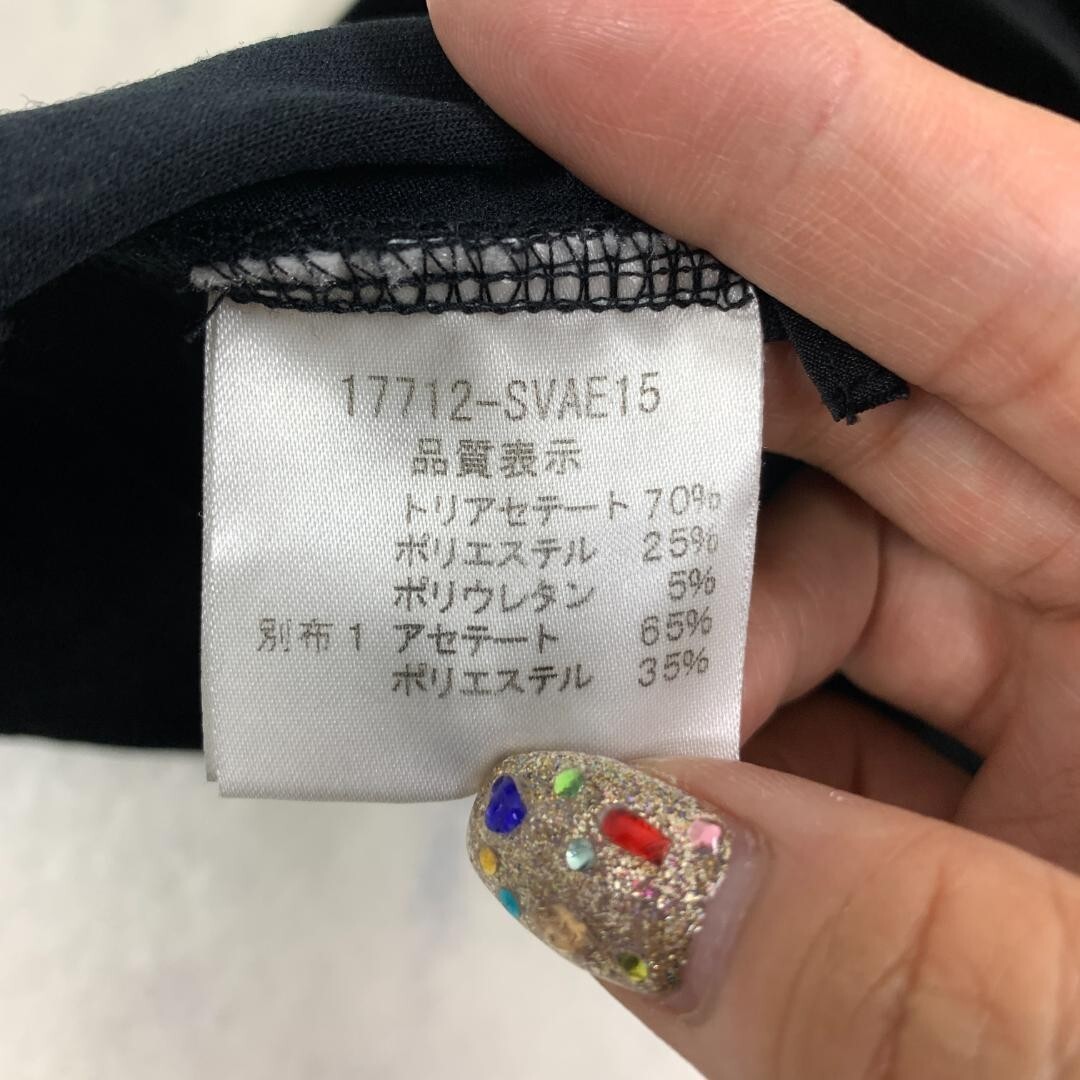 17712-SVAE15
品質表示
トリアセテート 70%
ポリエステル 25%
ポリウレタン 5%
別布1 アセテート 65%
ポリエステル 35%